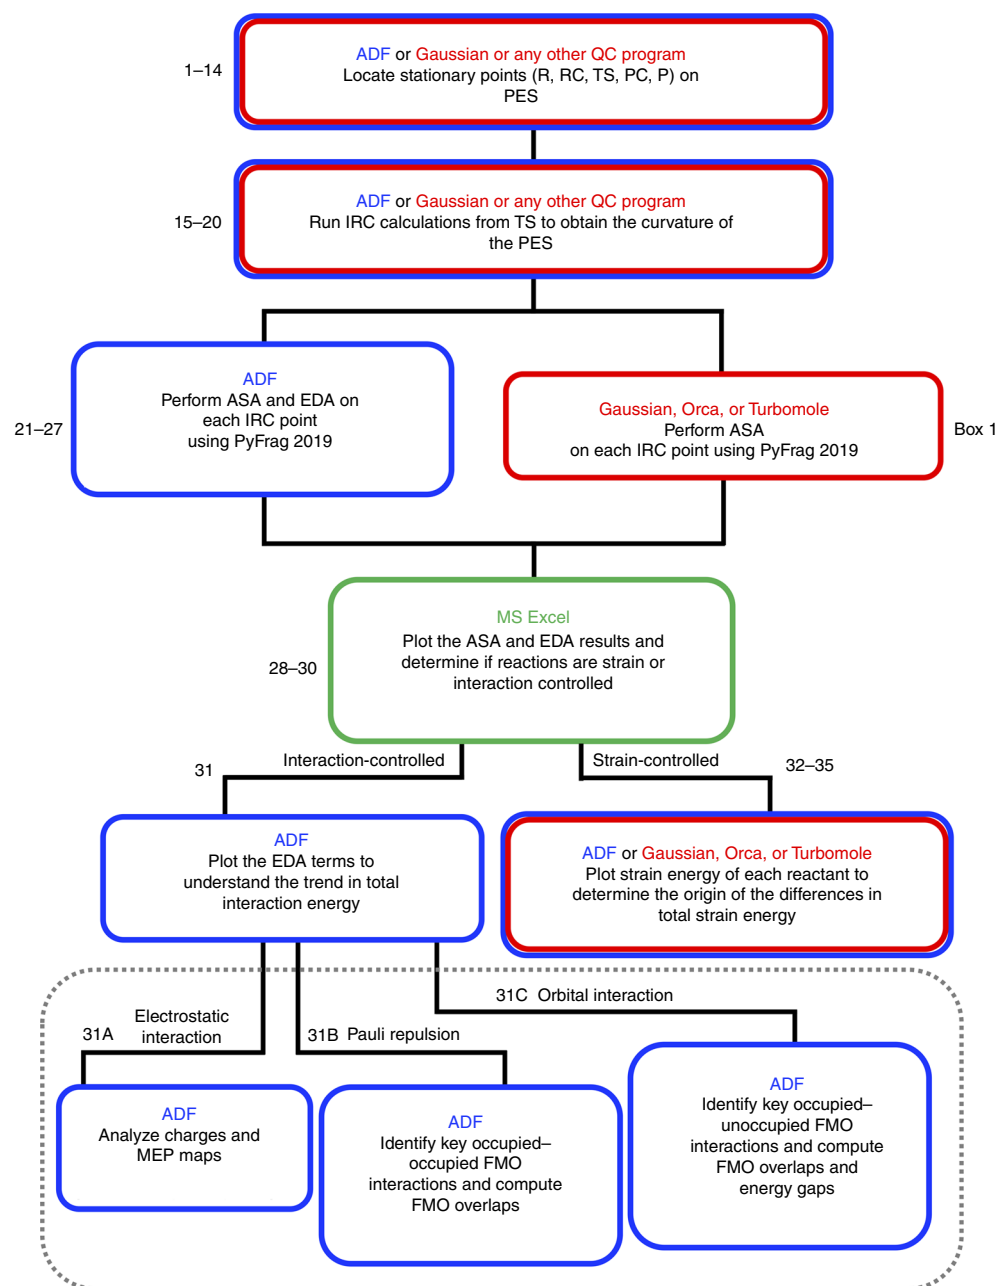 ADF or Gaussian or any other QC program
1–14
Locate stationary points (R, RC, TS, PC, P) on
PES
ADF or Gaussian or any other QC program
15–20
Run IRC calculations from TS to obtain the curvature of
the PES
ADF
Perform ASA and EDA on
each IRC point
using PyFrag 2019
21–27
Gaussian, Orca, or Turbomole
Perform ASA
on each IRC point using PyFrag 2019
Box 1
MS Excel
Plot the ASA and EDA results and
determine if reactions are strain or
interaction controlled
28–30
Interaction-controlled
31
Strain-controlled
32–35
ADF
Plot the EDA terms to
understand the trend in total
interaction energy
ADF or Gaussian, Orca, or Turbomole
Plot strain energy of each reactant to
determine the origin of the differences in
total strain energy
31A
Electrostatic
interaction
31B Pauli repulsion
31C Orbital interaction
ADF
Analyze charges and
MEP maps
ADF
Identify key occupied–
occupied FMO
interactions and compute
FMO overlaps
ADF
Identify key occupied–
unoccupied FMO
interactions and compute
FMO overlaps and
energy gaps